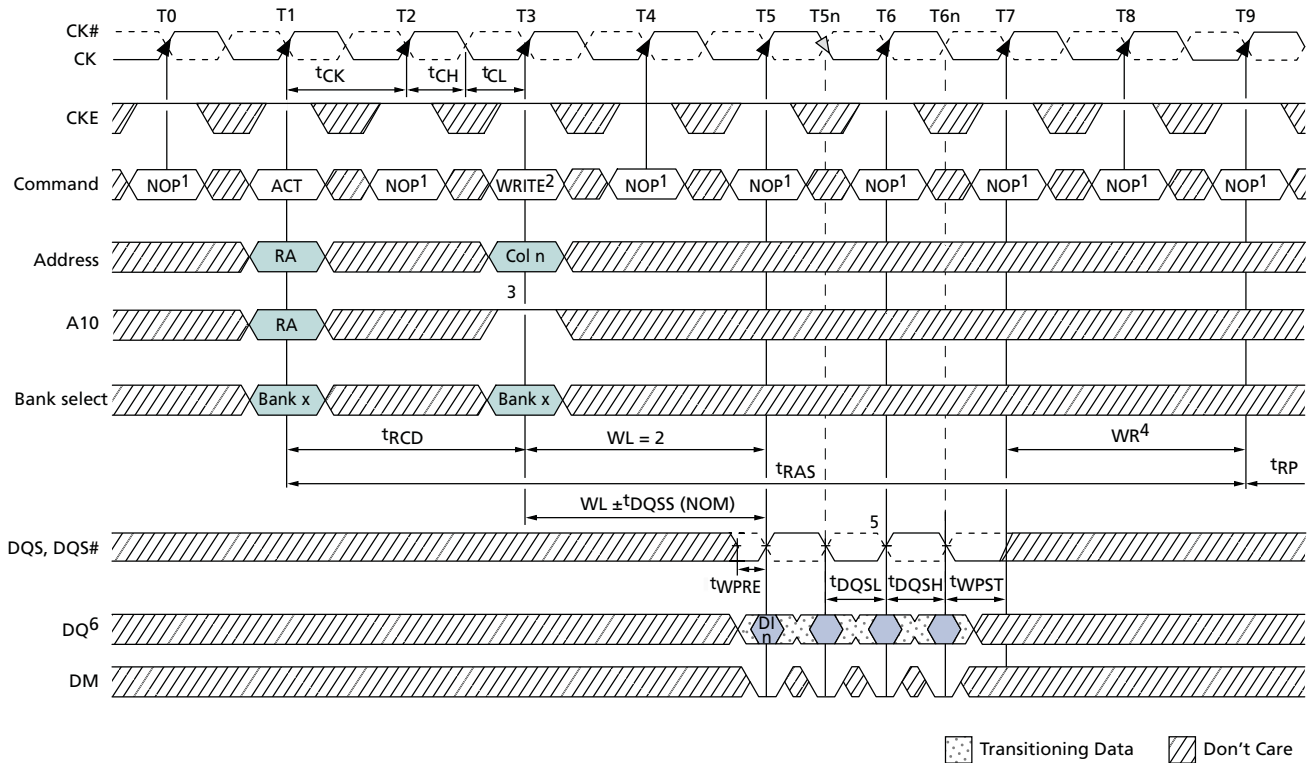 T0 T1 T2 T3 T4 T5 T5n T6 T6n T7 T8 T9
CK#
CK
tCK tCH tCL
CKE
Command NOP1 ACT NOP1 WRITE2 NOP1 NOP1 NOP1 NOP1 NOP1 NOP1
Address RA Col n
3
A10 RA
Bank select Bank x Bank x
tRCD WL = 2 WR4
tRAS tRP
WL ±tDQSS (NOM)
5
DQS, DQS#
tWPRE tDQSL tDQSH tWPST
DQ6 DI n
DM
Transitioning Data Don't Care